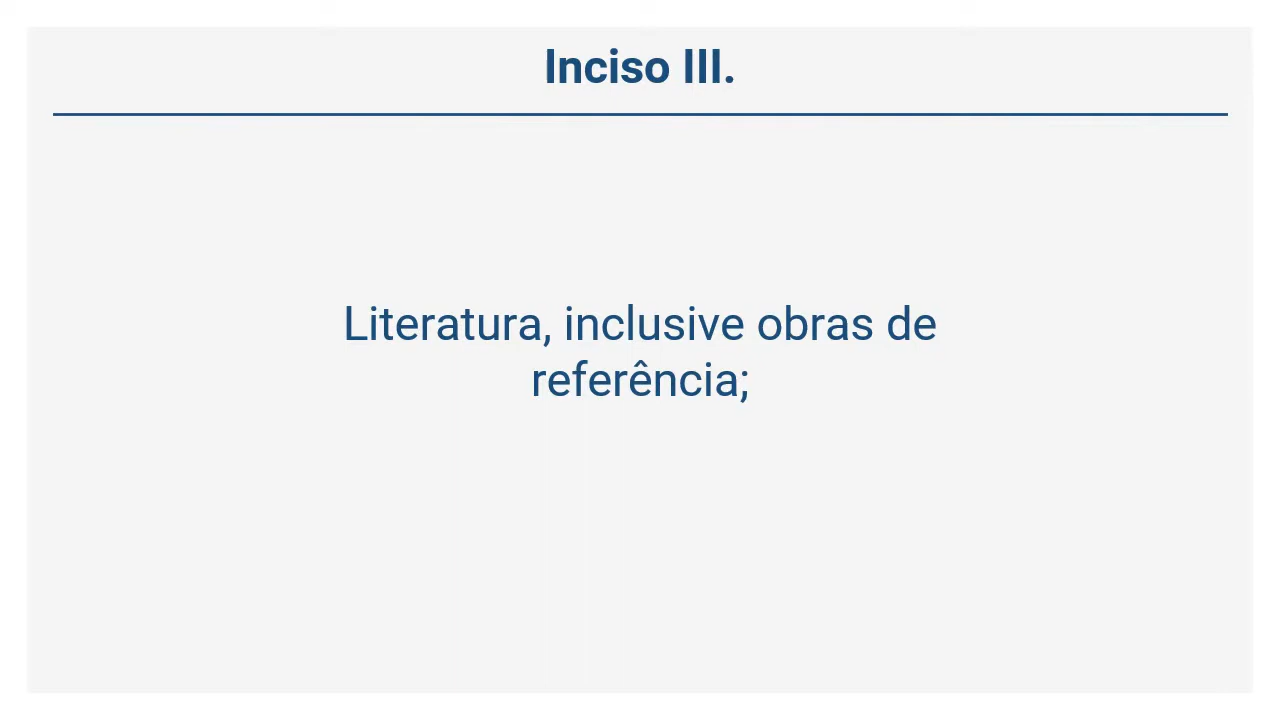 Inciso III.
Literatura, inclusive obras de
referência;